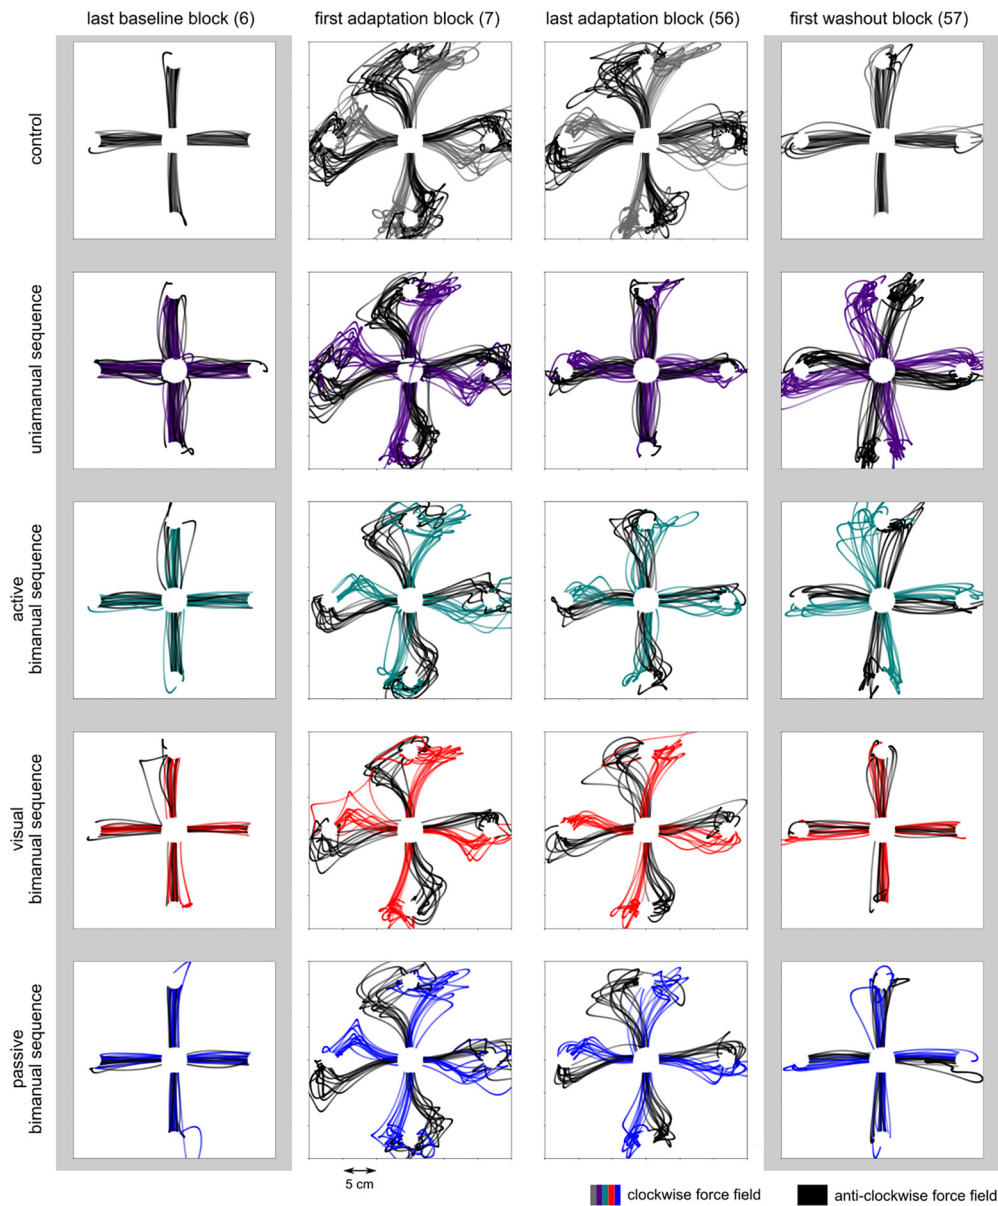 last baseline block (6)
first adaptation block (7)
last adaptation block (56)
first washout block (57)
control
uniamanual sequence
active
bimanual sequence
visual
bimanual sequence
passive
bimanual sequence
5 cm
clockwise force field
anti-clockwise force field